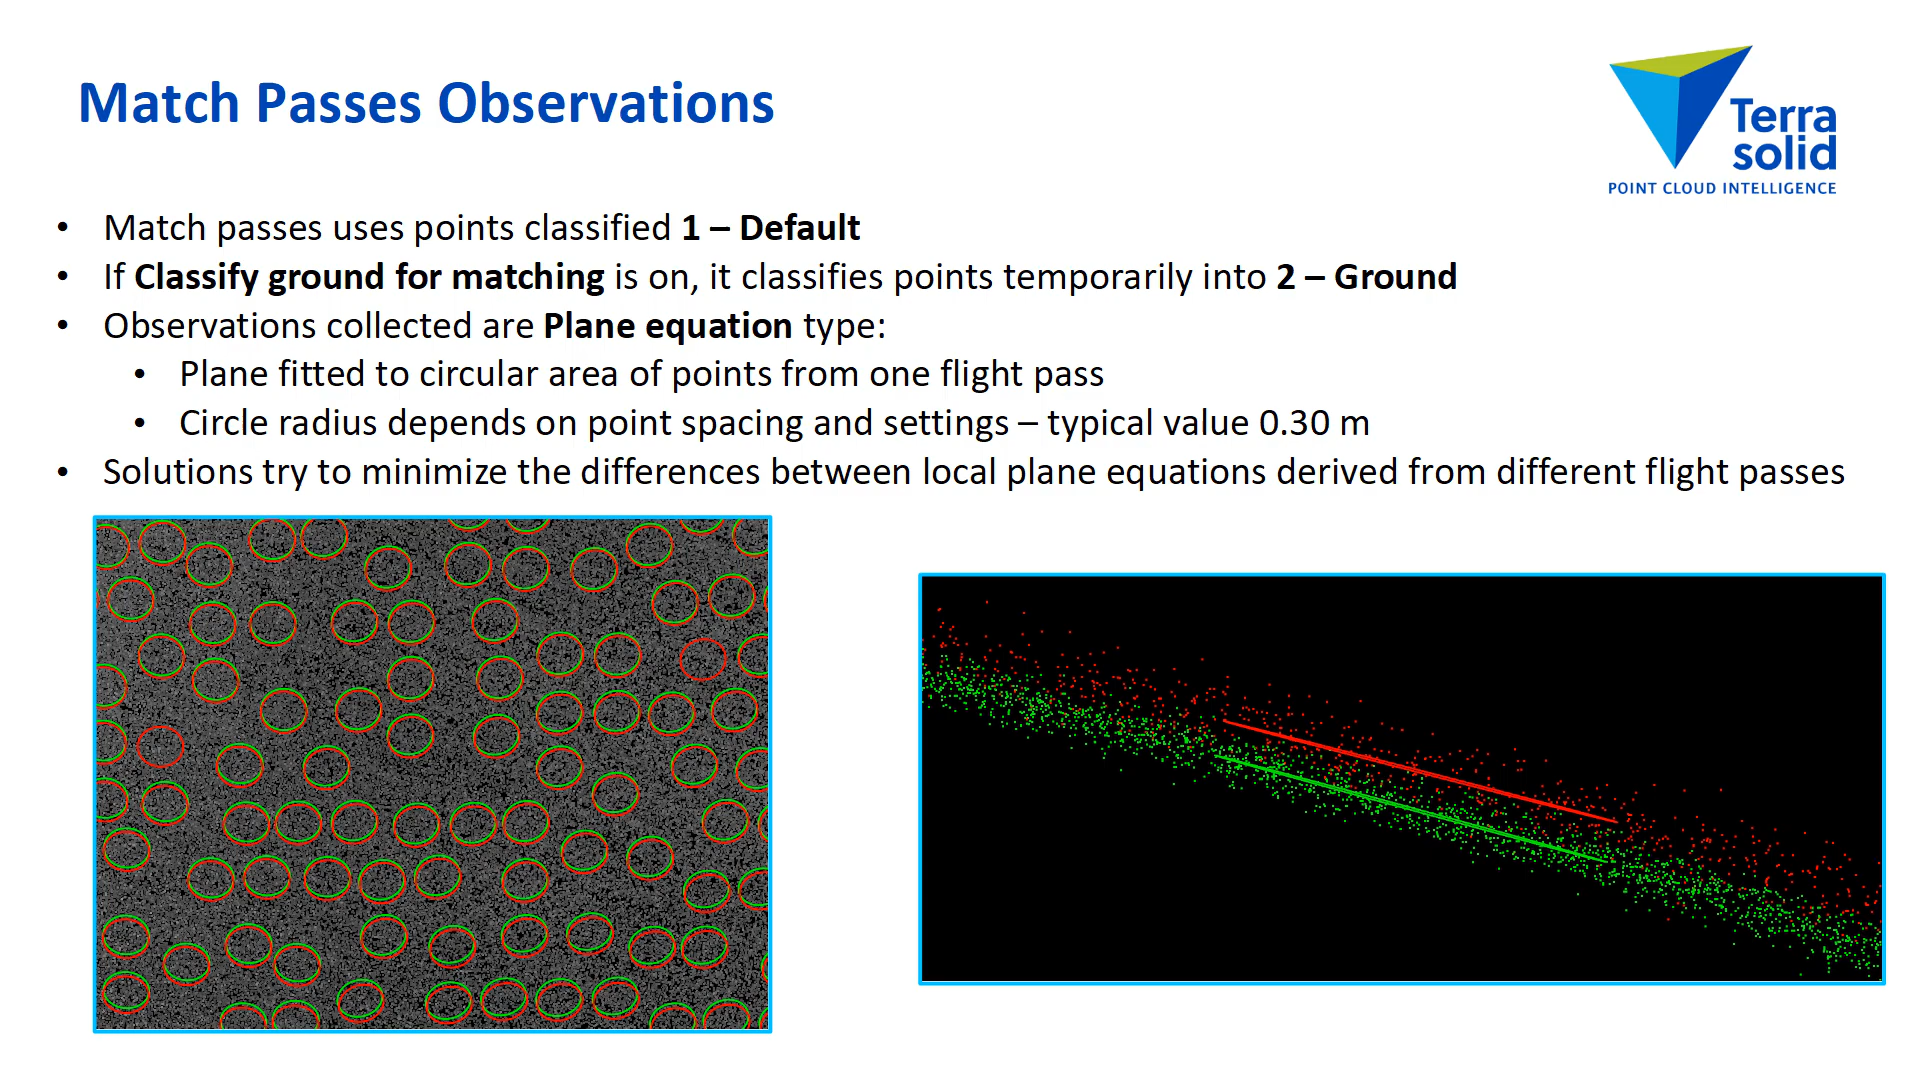 Match Passes Observations
Terra
solid
POINT CLOUD INTELLIGENCE
• Match passes uses points classified 1 – Default
• If Classify ground for matching is on, it classifies points temporarily into 2 – Ground
• Observations collected are Plane equation type:
• Plane fitted to circular area of points from one flight pass
• Circle radius depends on point spacing and settings – typical value 0.30 m
• Solutions try to minimize the differences between local plane equations derived from different flight passes